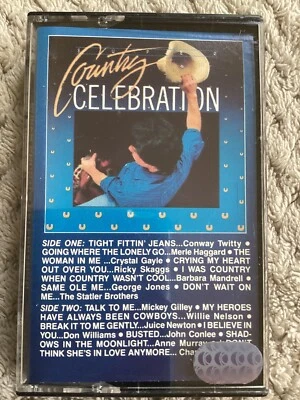 Country
CELEBRATION
SIDE ONE: TIGHT FITTIN' JEANS...Conway Twitty •
GOING WHERE THE LONELY GO...Merle Haggard • THE
WOMAN IN ME...Crystal Gayle • CRYING MY HEART
OUT OVER YOU...Ricky Skaggs • I WAS COUNTRY
WHEN COUNTRY WASN'T COOL...Barbara Mandrell •
SAME OLE ME...George Jones • DON'T WAIT ON
ME...The Statler Brothers
SIDE TWO: TALK TO ME...Mickey Gilley • MY HEROES
HAVE ALWAYS BEEN COWBOYS...Willie Nelson •
BREAK IT TO ME GENTLY...Juice Newton • I BELIEVE IN
YOU...Don Williams • BUSTED...John Conlee • SHAD-
OWS IN THE MOONLIGHT...Anne Murray • DON'T
THINK SHE'S IN LOVE ANYMORE...